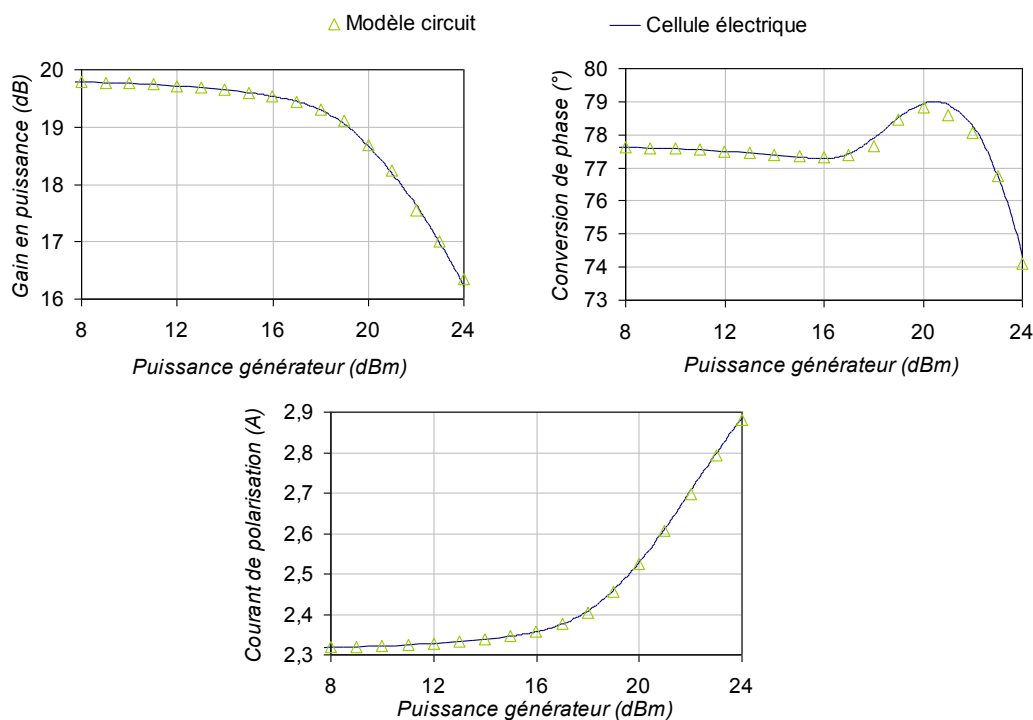 Modèle circuit
Cellule électrique
Gain en puissance (dB)
20
19
18
17
16
8 12 16 20 24
Puissance générateur (dBm)
Conversion de phase (°)
80
79
78
77
76
75
74
73
8 12 16 20 24
Puissance générateur (dBm)
Courant de polarisation (A)
2,9
2,8
2,7
2,6
2,5
2,4
2,3
8 12 16 20 24
Puissance générateur (dBm)